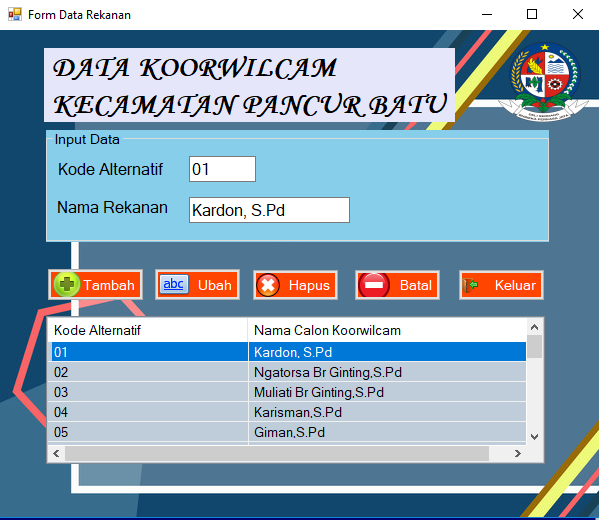 Form Data Rekanan
DATA KOORWILCAM
KECAMATAN PANCUR BATU
Input Data
Kode Alternatif 01
Nama Rekanan Kardon, S.Pd
Tambah abc Ubah Hapus Batal Keluar
Kode Alternatif Nama Calon Koorwilcam
01 Kardon, S.Pd
02 Ngatorsa Br Ginting,S.Pd
03 Muliati Br Ginting,S.Pd
04 Karisman,S.Pd
05 Giman,S.Pd